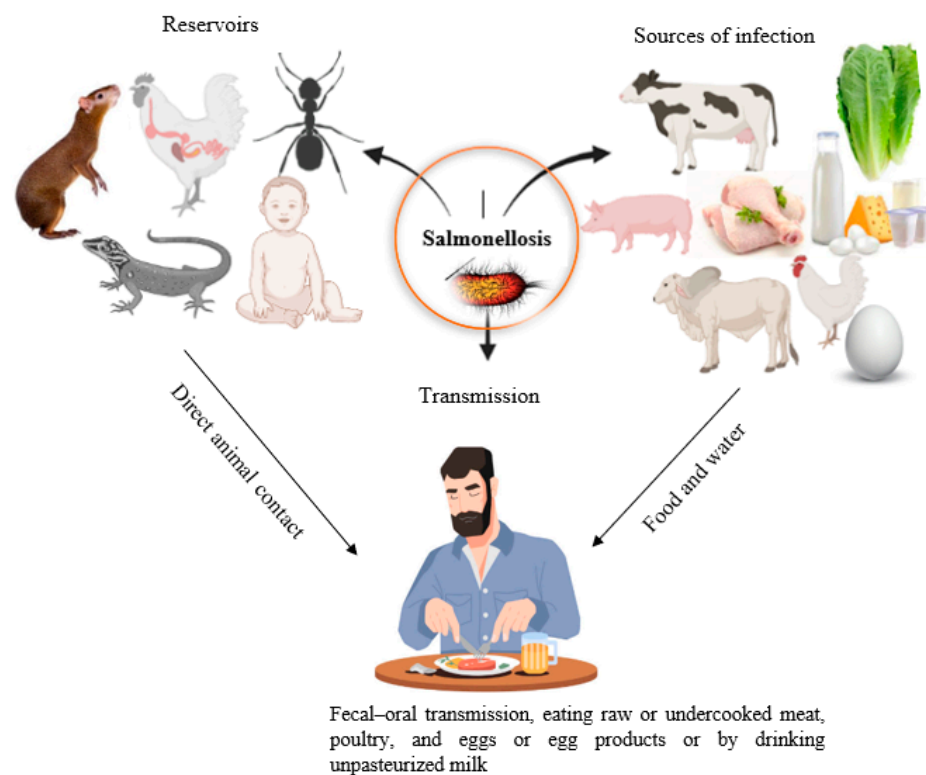 Reservoirs
Sources of infection
Salmonellosis
Transmission
Direct animal contact
Food and water
Fecal–oral transmission, eating raw or undercooked meat,
poultry, and eggs or egg products or by drinking
unpasteurized milk